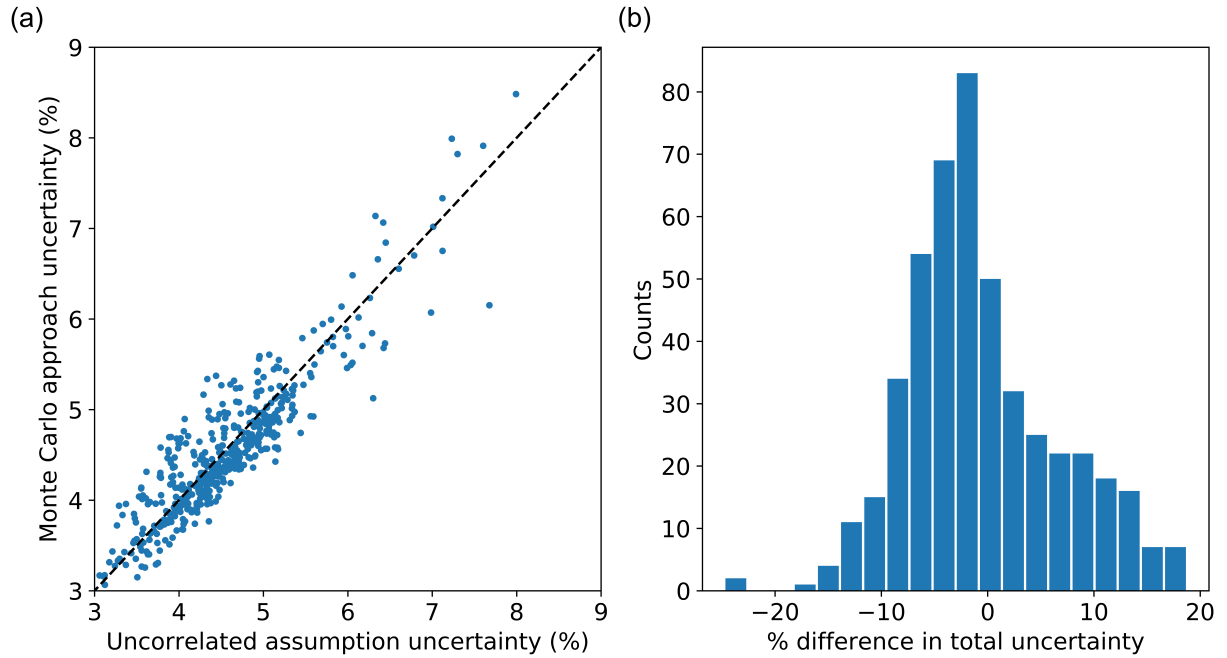 (a)
9
8
7
6
5
4
3
Monte Carlo approach uncertainty (%)
3 4 5 6 7 8 9
Uncorrelated assumption uncertainty (%)
(b)
80
70
60
50
40
30
20
10
0
Counts
−20 −10 0 10 20
% difference in total uncertainty